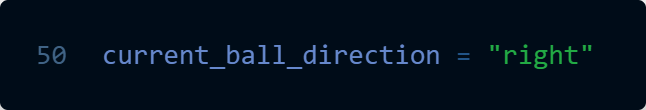 50 current_ball_direction = "right"